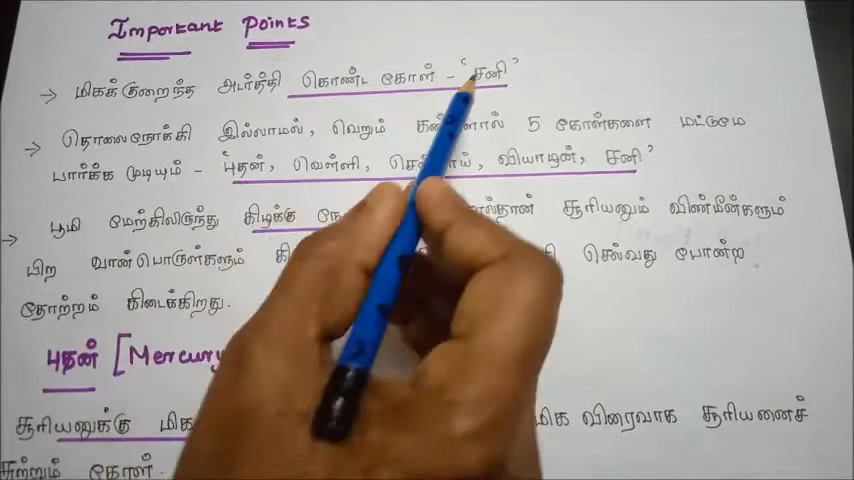 Important Points
→ மிகக்குறைந்த அடர்த்தி கொண்ட கோள் - 'சனி'
→ தொலைநோக்கி இல்லாமல், வெறும் 5 கோள்களை மட்டுமே
பார்க்க முடியும் - 'புதன், வெள்ளி, வியாழன், சனி'
→ பூமி மேற்கிலிருந்து கிழக்கு சூரியனும் விண்மீன்களும்
பிற வான்பொருள்களும் செல்வது போன்ற
தோற்றம் கிடைக்கிறது.
புதன் [Mercury
சூரியனுக்கு மிக மிக விரைவாக சூரியனைச்
சுற்றும் கோள்.